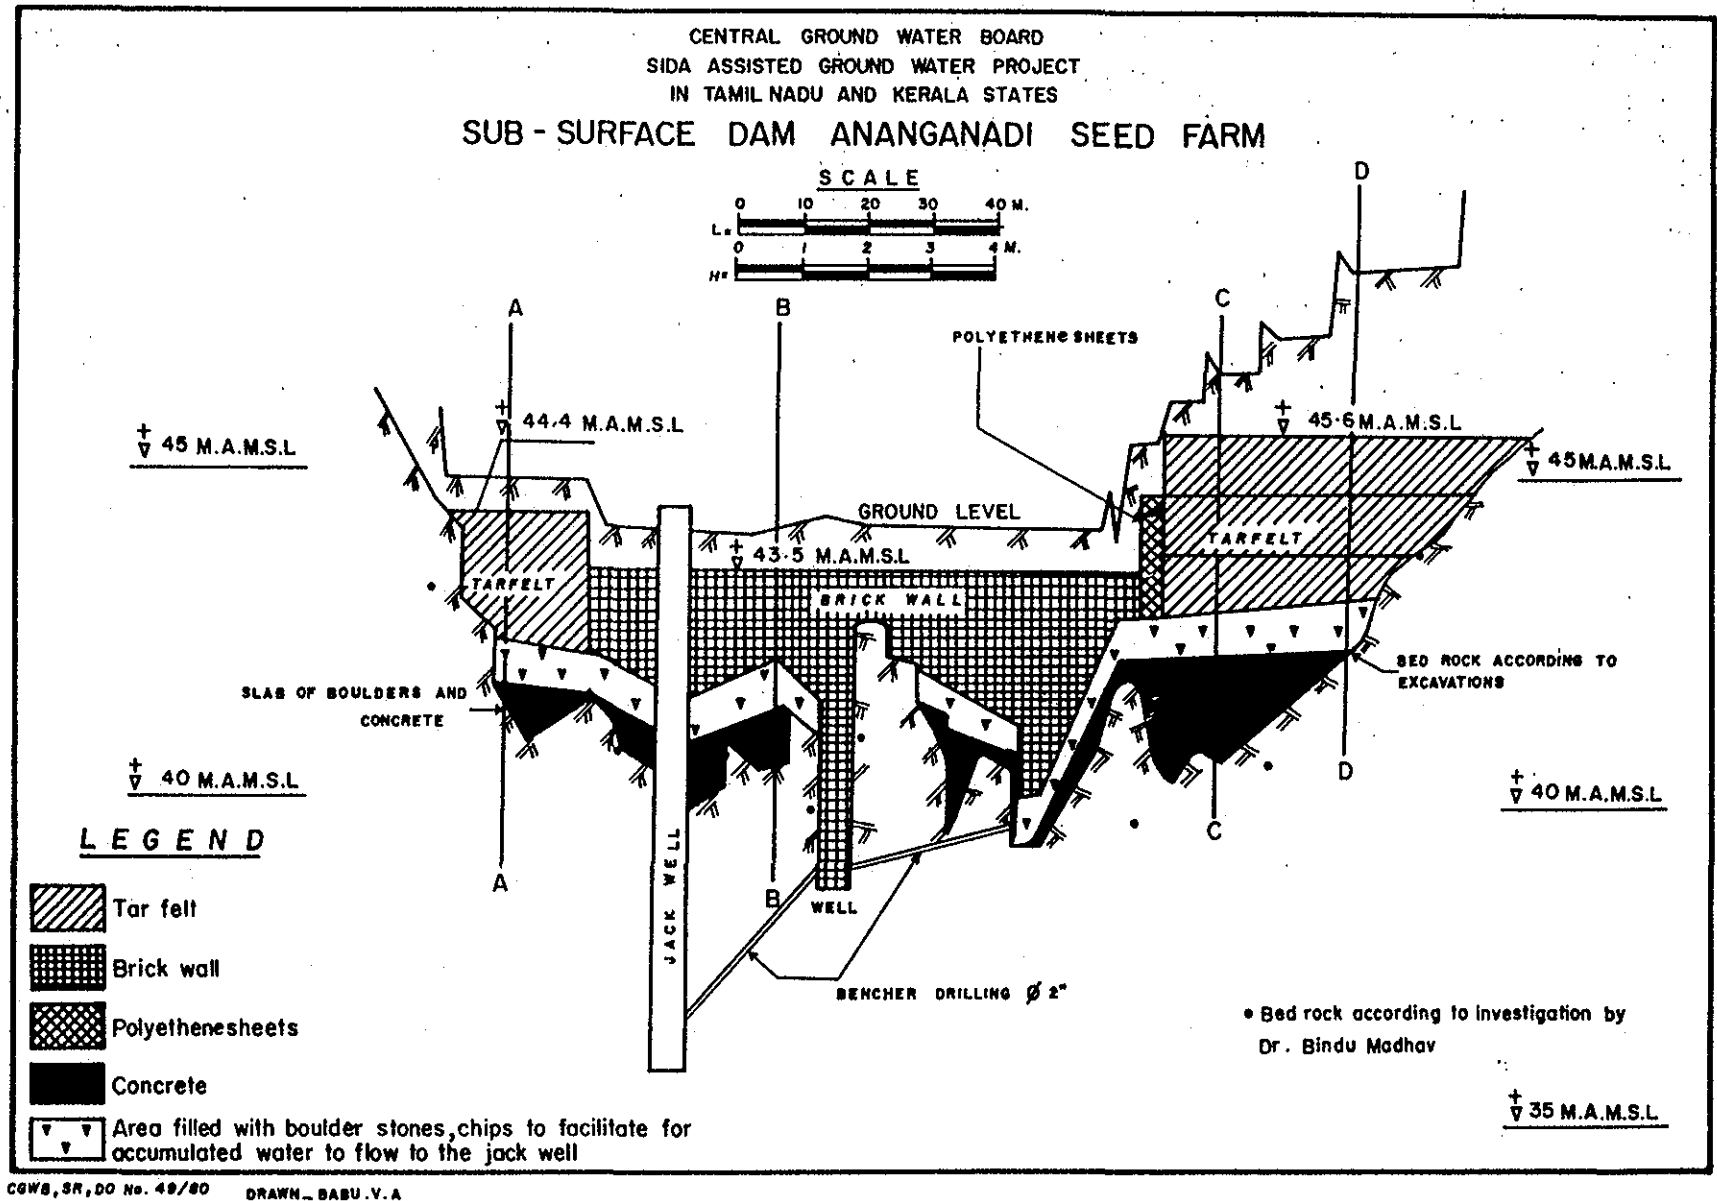 CENTRAL GROUND WATER BOARD
SIDA ASSISTED GROUND WATER PROJECT
IN TAMIL NADU AND KERALA STATES
SUB - SURFACE DAM ANANGANADI SEED FARM
SCALE
0 10 20 30 40 M.
L=
0 1 2 3 4 M.
H=
A
B
C
D
POLYETHENE SHEETS
44.4 M.A.M.S.L
45.6 M.A.M.S.L
45 M.A.M.S.L
45 M.A.M.S.L
GROUND LEVEL
43.5 M.A.M.S.L
TARFELT
TARFELT
BRICK WALL
SLAB OF BOULDERS AND
CONCRETE
BED ROCK ACCORDING TO
EXCAVATIONS
40 M.A.M.S.L
40 M.A.M.S.L
D
C
A
B
JACK WELL
WELL
BENCHER DRILLING Ø 2"
LEGEND
Tar felt
Brick wall
Polyethenesheets
Concrete
Area filled with boulder stones,chips to facilitate for
accumulated water to flow to the jack well
• Bed rock according to investigation by
Dr. Bindu Madhav
35 M.A.M.S.L
CGWB, SR, DO No. 49/80 DRAWN_ BABU.V.A